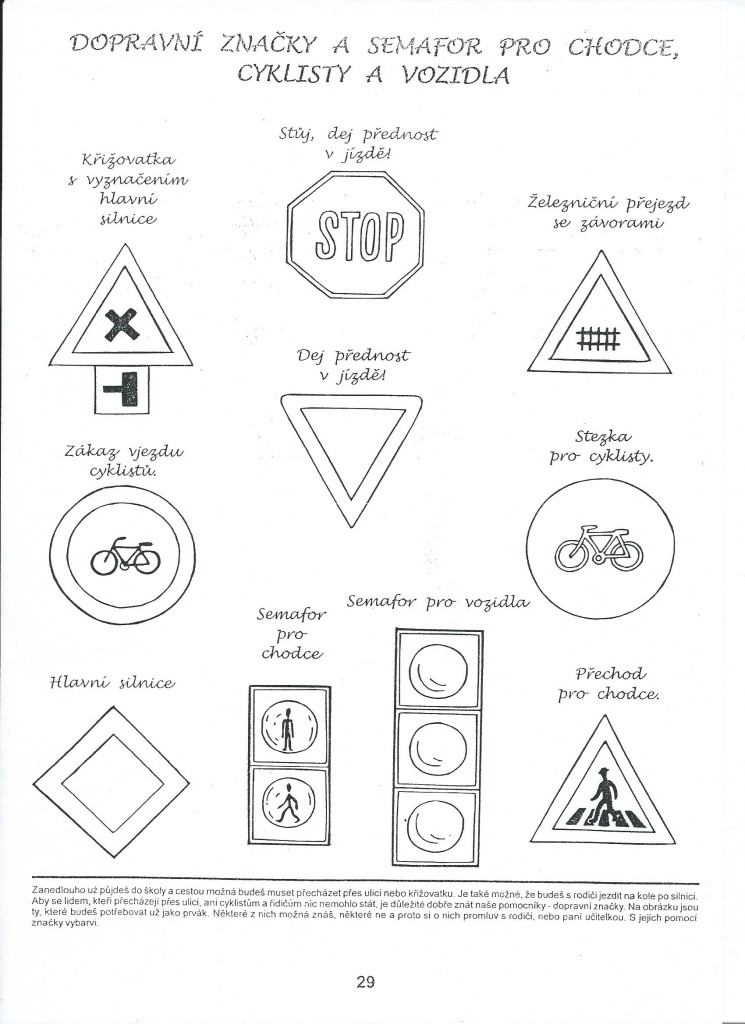 DOPRAVNÍ ZNAČKY A SEMAFOR PRO CHODCE,
CYKLISTY A VOZIDLA
Stůj, dej přednost
v jízdě!
STOP
Křižovatka
s vyznačením
hlavní
silnice
Železniční přejezd
se závorami
Dej přednost
v jízdě!
Zákaz vjezdu
cyklistů.
Stezka
pro cyklisty.
Semafor
pro
chodce
Semafor pro vozidla
Hlavní silnice
Přechod
pro chodce.
Zanedlouho už půjdeš do školy a cestou možná budeš muset přecházet přes ulici nebo křižovatku. Je také možné, že budeš s rodiči jezdit na kole po silnici.
Aby se lidem, kteří přecházejí přes ulici, ani cyklistům a řidičům nic nemohlo stát, je důležité dobře znát naše pomocníky - dopravní značky. Na obrázku jsou
ty, které budeš potřebovat už jako prvák. Některé z nich možná znáš, některé ne a proto si o nich promluv s rodiči, nebo paní učitelkou. S jejich pomocí
značky vybarvi.
29